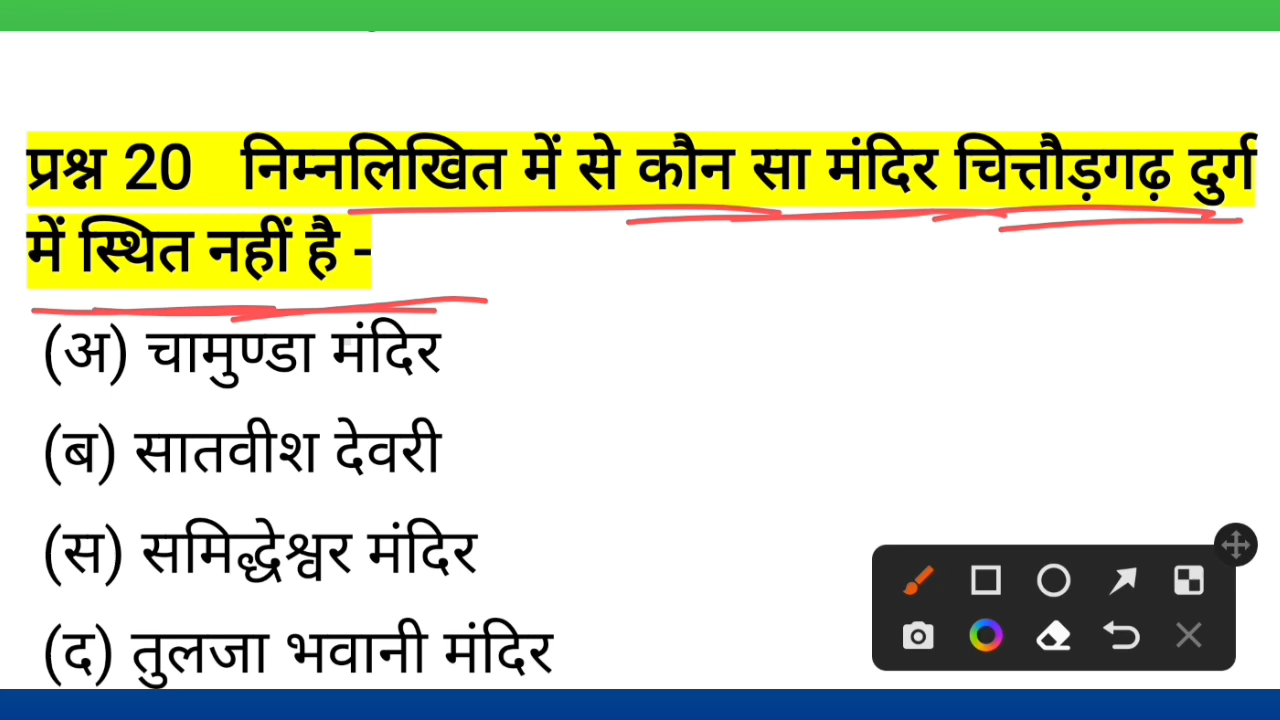 प्रश्न 20 निम्नलिखित में से कौन सा मंदिर चित्तौड़गढ़ दुर्ग
में स्थित नहीं है -
(अ) चामुण्डा मंदिर
(ब) सातवीश देवरी
(स) समिद्धेश्वर मंदिर
(द) तुलजा भवानी मंदिर